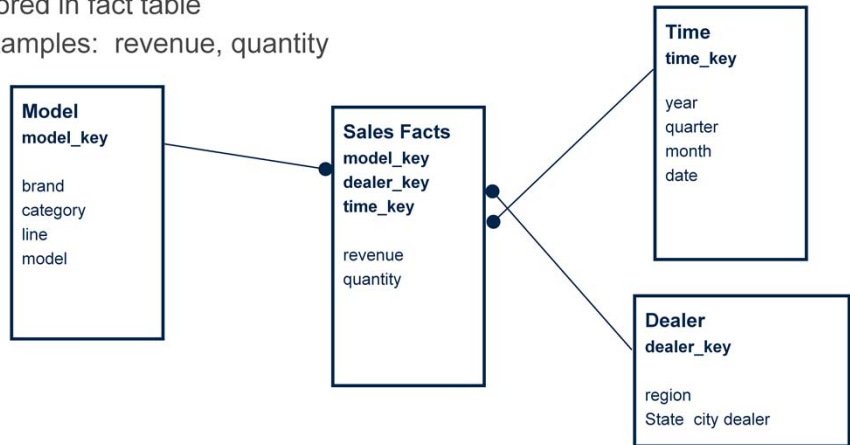 ored in fact table
amples: revenue, quantity
Model
model_key
brand
category
line
model
Sales Facts
model_key
dealer_key
time_key
revenue
quantity
Time
time_key
year
quarter
month
date
Dealer
dealer_key
region
State city dealer